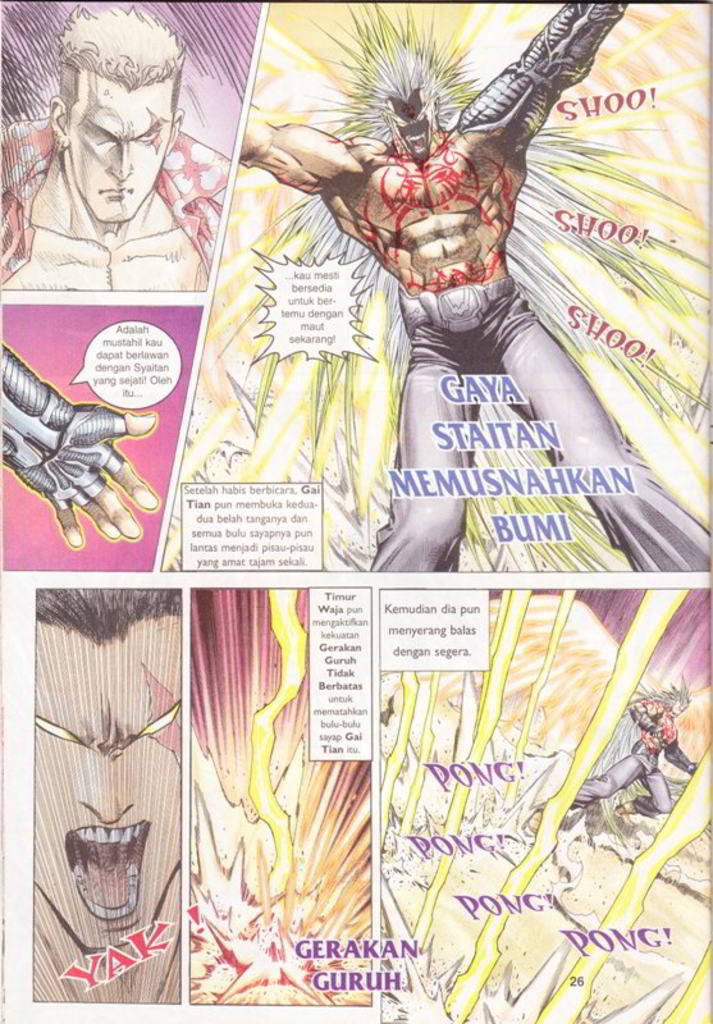 Adalah
mustahil kau
dapat berlawan
dengan Syaitan
yang sejati! Oleh
itu...
...kau mesti
bersedia
untuk ber-
temu dengan
maut
sekarang!
SHOO!
SHOO!
SHOO!
GAYA
STAITAN
MEMUSNAHKAN
BUMI
Setelah habis berbicara, Gai
Tian pun membuka kedua-
dua belah tanganya dan
semua bulu sayapnya pun
lantas menjadi pisau-pisau
yang amat tajam sekali.
YAK!
Timur
Waja pun
mengaktifkan
kekuatan
Gerakan
Guruh
Tidak
Berbatas
untuk
mematahkan
bulu-bulu
sayap Gai
Tian itu.
GERAKAN
GURUH
Kemudian dia pun
menyerang balas
dengan segera.
PONG!
PONG!
PONG!
PONG!
26